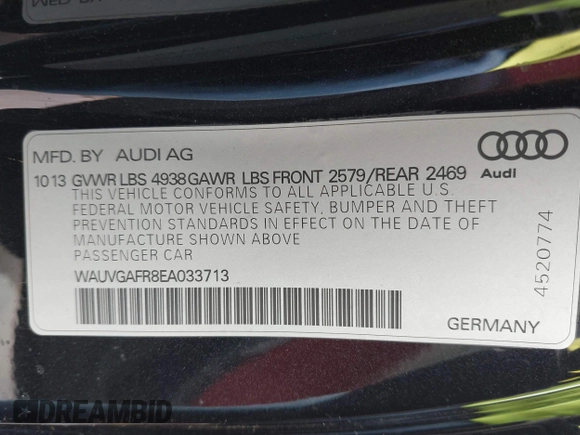 MFD. BY AUDI AG
Audi
10 13 GVWR LBS 4938 GAWR LBS FRONT 2579/REAR 2469
THIS VEHICLE CONFORMS TO ALL APPLICABLE U.S.
FEDERAL MOTOR VEHICLE SAFETY, BUMPER AND THEFT
PREVENTION STANDARDS IN EFFECT ON THE DATE OF
MANUFACTURE SHOWN ABOVE
PASSENGER CAR
WAUVGAFR8EA033713
4520774
GERMANY
DREAMBID